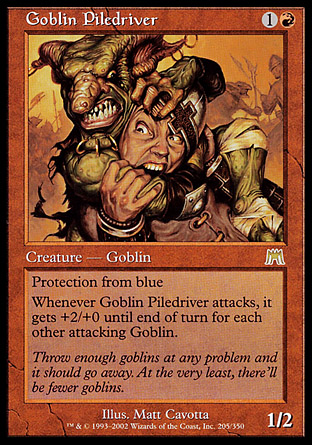 Goblin Piledriver 1
Creature — Goblin
Protection from blue
Whenever Goblin Piledriver attacks, it
gets +2/+0 until end of turn for each
other attacking Goblin.
Throw enough goblins at any problem and
it should go away. At the very least, there'll
be fewer goblins.
Illus. Matt Cavotta
™ & © 1993–2002 Wizards of the Coast, Inc. 205/350
1/2